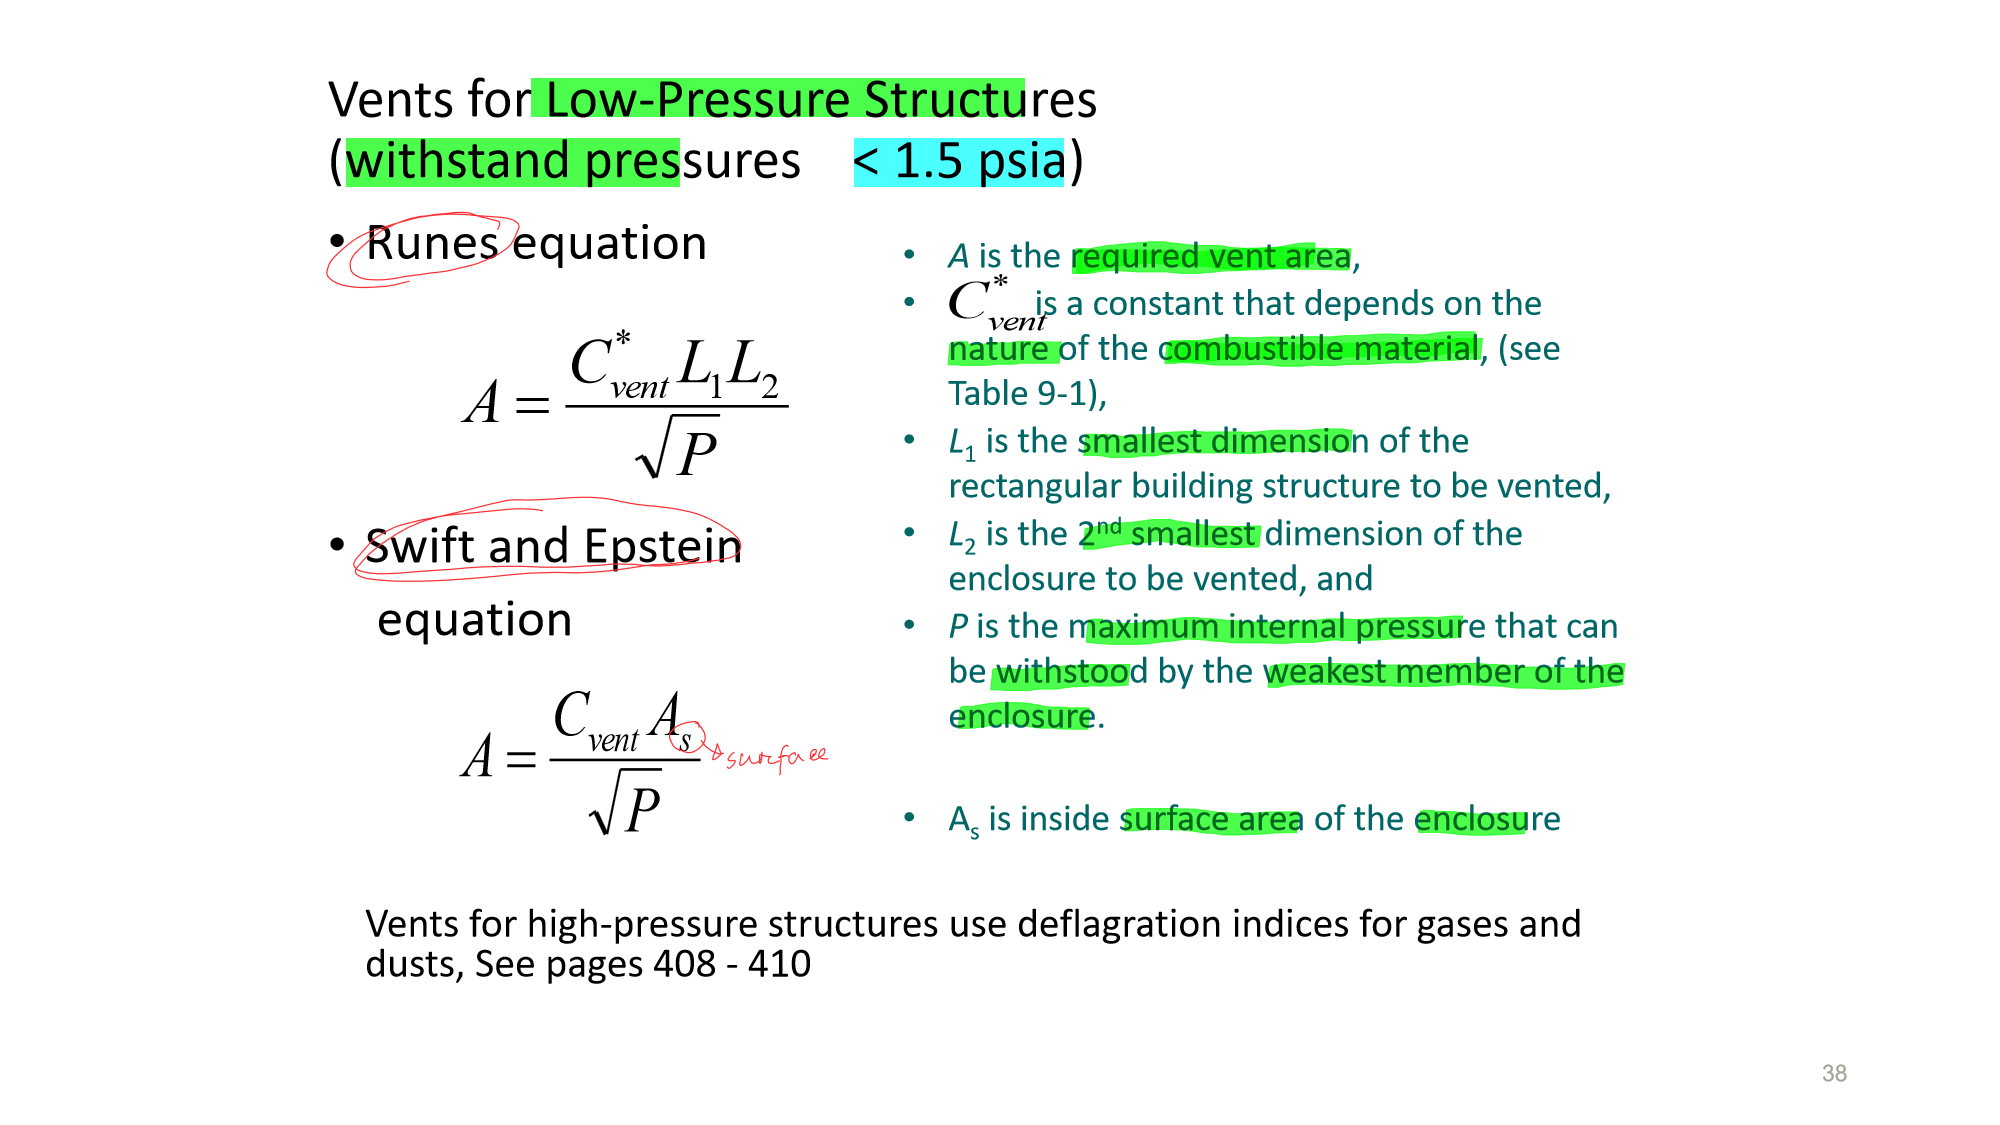 Vents for Low-Pressure Structures
(withstand pressures < 1.5 psia)
• Runes equation
A = C*vent L1 L2 / √P
• Swift and Epstein
equation
A = Cvent As / √P
surface
• A is the required vent area,
• C*vent is a constant that depends on the
nature of the combustible material, (see
Table 9-1),
• L1 is the smallest dimension of the
rectangular building structure to be vented,
• L2 is the 2nd smallest dimension of the
enclosure to be vented, and
• P is the maximum internal pressure that can
be withstood by the weakest member of the
enclosure.
• As is inside surface area of the enclosure
Vents for high-pressure structures use deflagration indices for gases and
dusts, See pages 408 - 410
38